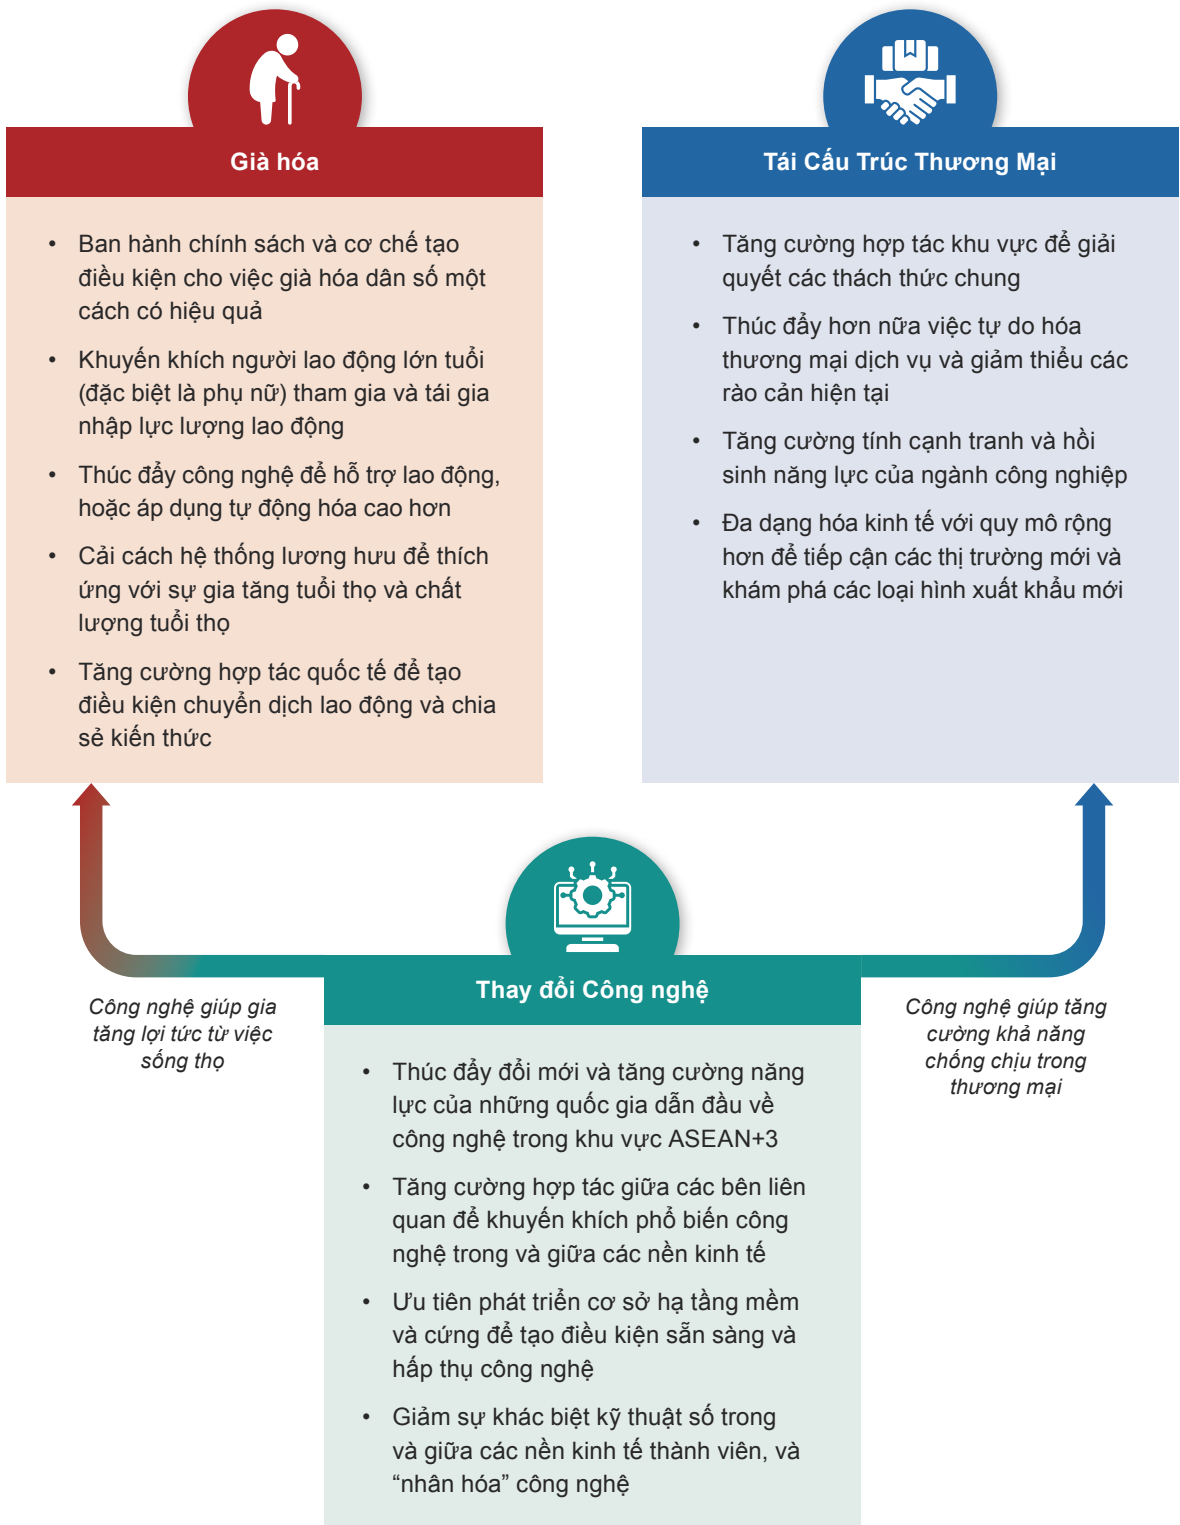 Già hóa
• Ban hành chính sách và cơ chế tạo
điều kiện cho việc già hóa dân số một
cách có hiệu quả
• Khuyến khích người lao động lớn tuổi
(đặc biệt là phụ nữ) tham gia và tái gia
nhập lực lượng lao động
• Thúc đẩy công nghệ để hỗ trợ lao động,
hoặc áp dụng tự động hóa cao hơn
• Cải cách hệ thống lương hưu để thích
ứng với sự gia tăng tuổi thọ và chất
lượng tuổi thọ
• Tăng cường hợp tác quốc tế để tạo
điều kiện chuyển dịch lao động và chia
sẻ kiến thức
Tái Cấu Trúc Thương Mại
• Tăng cường hợp tác khu vực để giải
quyết các thách thức chung
• Thúc đẩy hơn nữa việc tự do hóa
thương mại dịch vụ và giảm thiểu các
rào cản hiện tại
• Tăng cường tính cạnh tranh và hồi
sinh năng lực của ngành công nghiệp
• Đa dạng hóa kinh tế với quy mô rộng
hơn để tiếp cận các thị trường mới và
khám phá các loại hình xuất khẩu mới
Công nghệ giúp gia
tăng lợi tức từ việc
sống thọ
Thay đổi Công nghệ
• Thúc đẩy đổi mới và tăng cường năng
lực của những quốc gia dẫn đầu về
công nghệ trong khu vực ASEAN+3
• Tăng cường hợp tác giữa các bên liên
quan để khuyến khích phổ biến công
nghệ trong và giữa các nền kinh tế
• Ưu tiên phát triển cơ sở hạ tầng mềm
và cứng để tạo điều kiện sẵn sàng và
hấp thụ công nghệ
• Giảm sự khác biệt kỹ thuật số trong
và giữa các nền kinh tế thành viên, và
“nhân hóa” công nghệ
Công nghệ giúp tăng
cường khả năng
chống chịu trong
thương mại